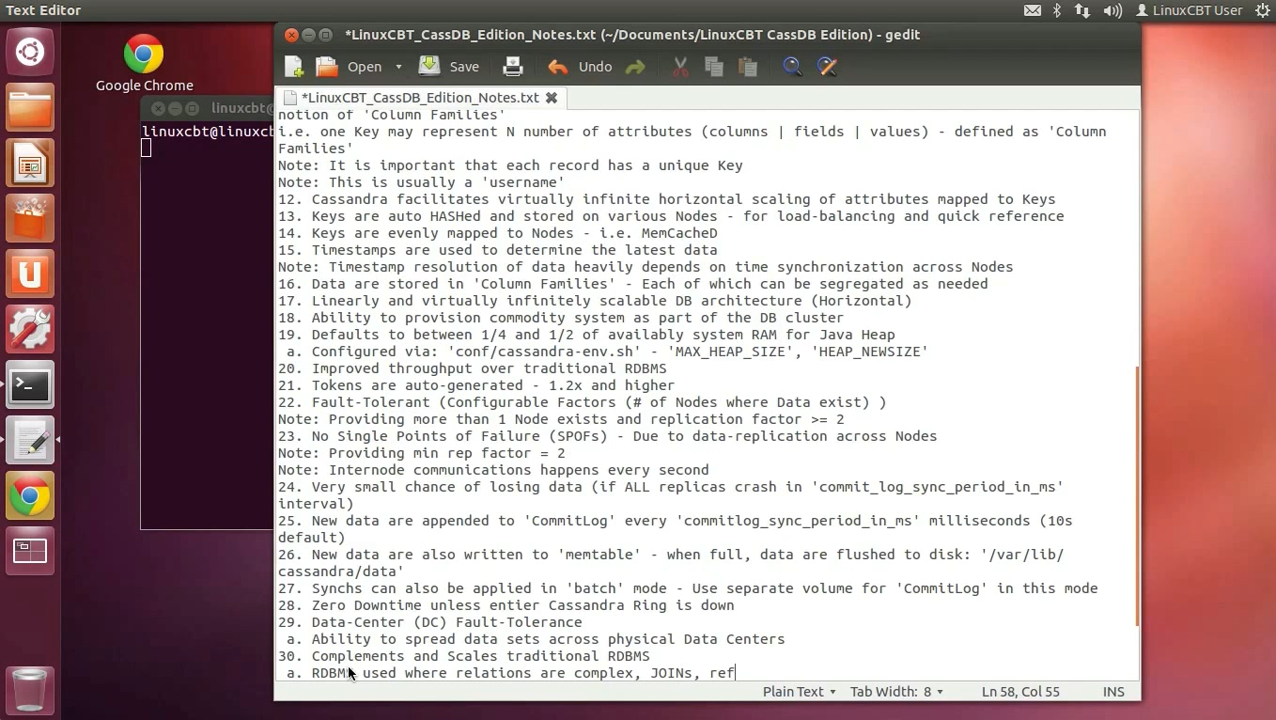 Text Editor
LinuxCBT User
Google Chrome
linuxcbt@
linuxcbt@linuxcb
*LinuxCBT_CassDB_Edition_Notes.txt (~/Documents/LinuxCBT CassDB Edition) - gedit
Open Save Undo
*LinuxCBT_CassDB_Edition_Notes.txt
notion of 'Column Families'
i.e. one Key may represent N number of attributes (columns | fields | values) - defined as 'Column
Families'
Note: It is important that each record has a unique Key
Note: This is usually a 'username'
12. Cassandra facilitates virtually infinite horizontal scaling of attributes mapped to Keys
13. Keys are auto HASHed and stored on various Nodes - for load-balancing and quick reference
14. Keys are evenly mapped to Nodes - i.e. MemCacheD
15. Timestamps are used to determine the latest data
Note: Timestamp resolution of data heavily depends on time synchronization across Nodes
16. Data are stored in 'Column Families' - Each of which can be segregated as needed
17. Linearly and virtually infinitely scalable DB architecture (Horizontal)
18. Ability to provision commodity system as part of the DB cluster
19. Defaults to between 1/4 and 1/2 of availably system RAM for Java Heap
a. Configured via: 'conf/cassandra-env.sh' - 'MAX_HEAP_SIZE', 'HEAP_NEWSIZE'
20. Improved throughput over traditional RDBMS
21. Tokens are auto-generated - 1.2x and higher
22. Fault-Tolerant (Configurable Factors (# of Nodes where Data exist) )
Note: Providing more than 1 Node exists and replication factor >= 2
23. No Single Points of Failure (SPOFs) - Due to data-replication across Nodes
Note: Providing min rep factor = 2
Note: Internode communications happens every second
24. Very small chance of losing data (if ALL replicas crash in 'commit_log_sync_period_in_ms'
interval)
25. New data are appended to 'CommitLog' every 'commitlog_sync_period_in_ms' milliseconds (10s
default)
26. New data are also written to 'memtable' - when full, data are flushed to disk: '/var/lib/
cassandra/data'
27. Synchs can also be applied in 'batch' mode - Use separate volume for 'CommitLog' in this mode
28. Zero Downtime unless entier Cassandra Ring is down
29. Data-Center (DC) Fault-Tolerance
a. Ability to spread data sets across physical Data Centers
30. Complements and Scales traditional RDBMS
a. RDBMS used where relations are complex, JOINs, ref
Plain Text Tab Width: 8 Ln 58, Col 55 INS